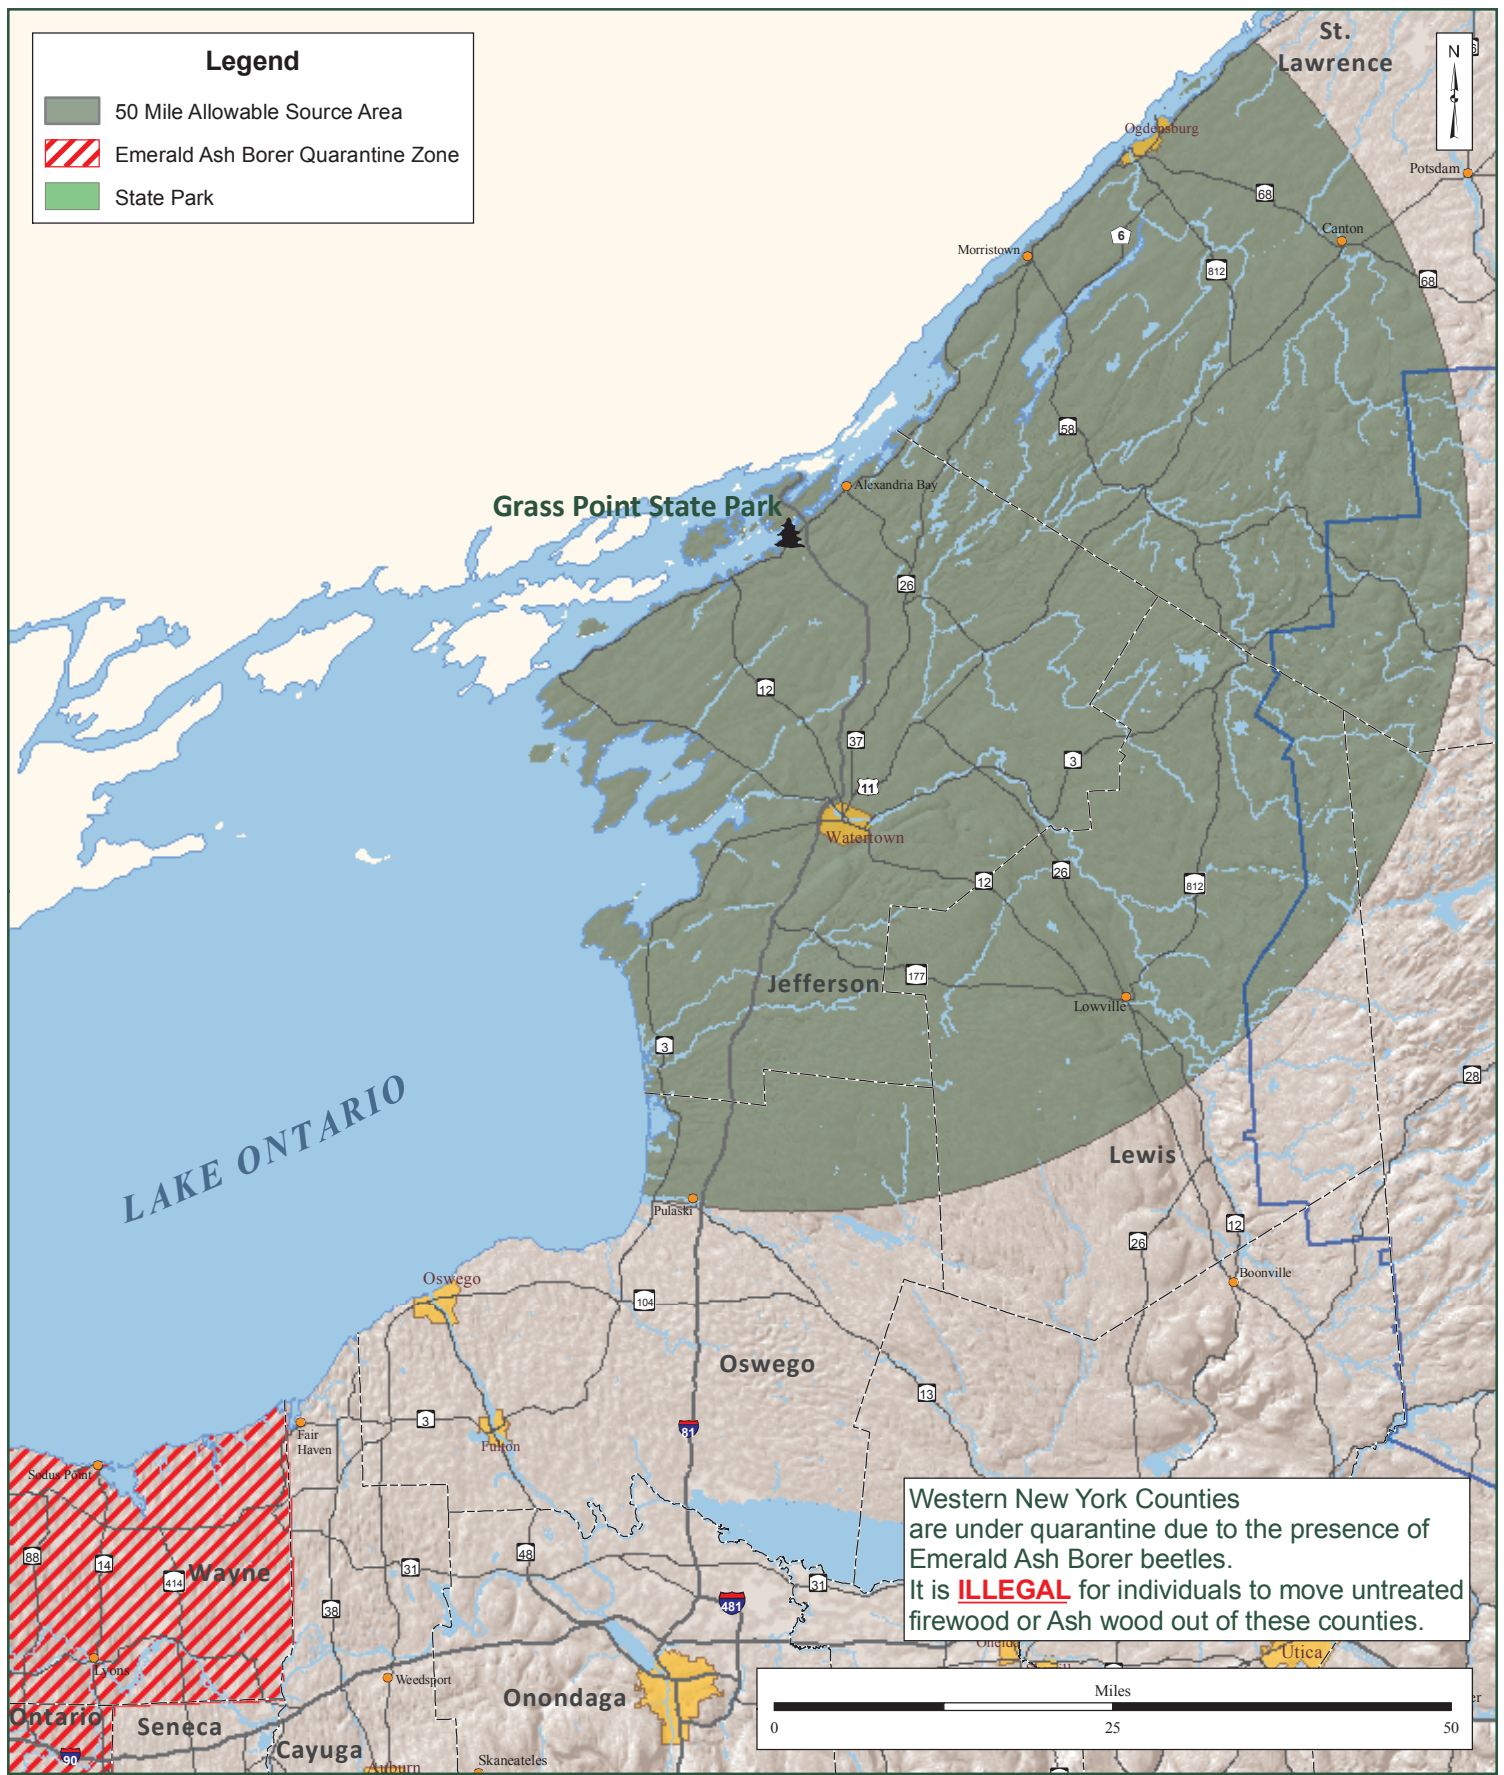 Legend
50 Mile Allowable Source Area
Emerald Ash Borer Quarantine Zone
State Park
St.
Lawrence
N
Ogdensburg
Potsdam
68
Canton
6
Morristown
812
68
58
Grass Point State Park
Alexandria Bay
26
12
37
3
11
Watertown
12
26
812
177
Jefferson
Lowville
3
28
LAKE ONTARIO
Lewis
Pulaski
12
26
Boonville
Oswego
104
Oswego
13
3
81
Fair
Haven
Fulton
Sodus Point
Western New York Counties
are under quarantine due to the presence of
Emerald Ash Borer beetles.
It is ILLEGAL for individuals to move untreated
firewood or Ash wood out of these counties.
88
14
414
Wayne
31
48
31
38
481
Lyons
Weedsport
Utica
Onondaga
Miles
0
25
50
Ontario
Seneca
Cayuga
90
Auburn
Skaneateles